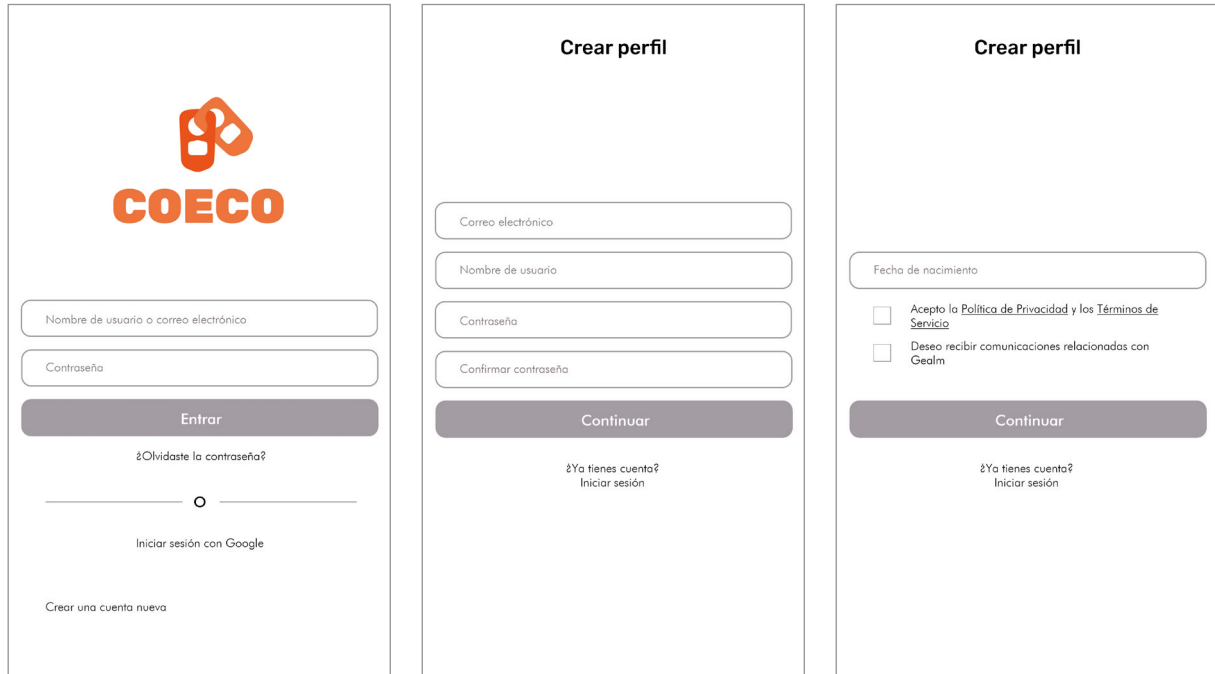 COECO
Nombre de usuario o correo electrónico
Contraseña
Entrar
¿Olvidaste la contraseña?
O
Iniciar sesión con Google
Crear una cuenta nueva
Crear perfil
Correo electrónico
Nombre de usuario
Contraseña
Confirmar contraseña
Continuar
¿Ya tienes cuenta?
Iniciar sesión
Crear perfil
Fecha de nacimiento
Acepto la Política de Privacidad y los Términos de
Servicio
Deseo recibir comunicaciones relacionadas con
Gealm
Continuar
¿Ya tienes cuenta?
Iniciar sesión